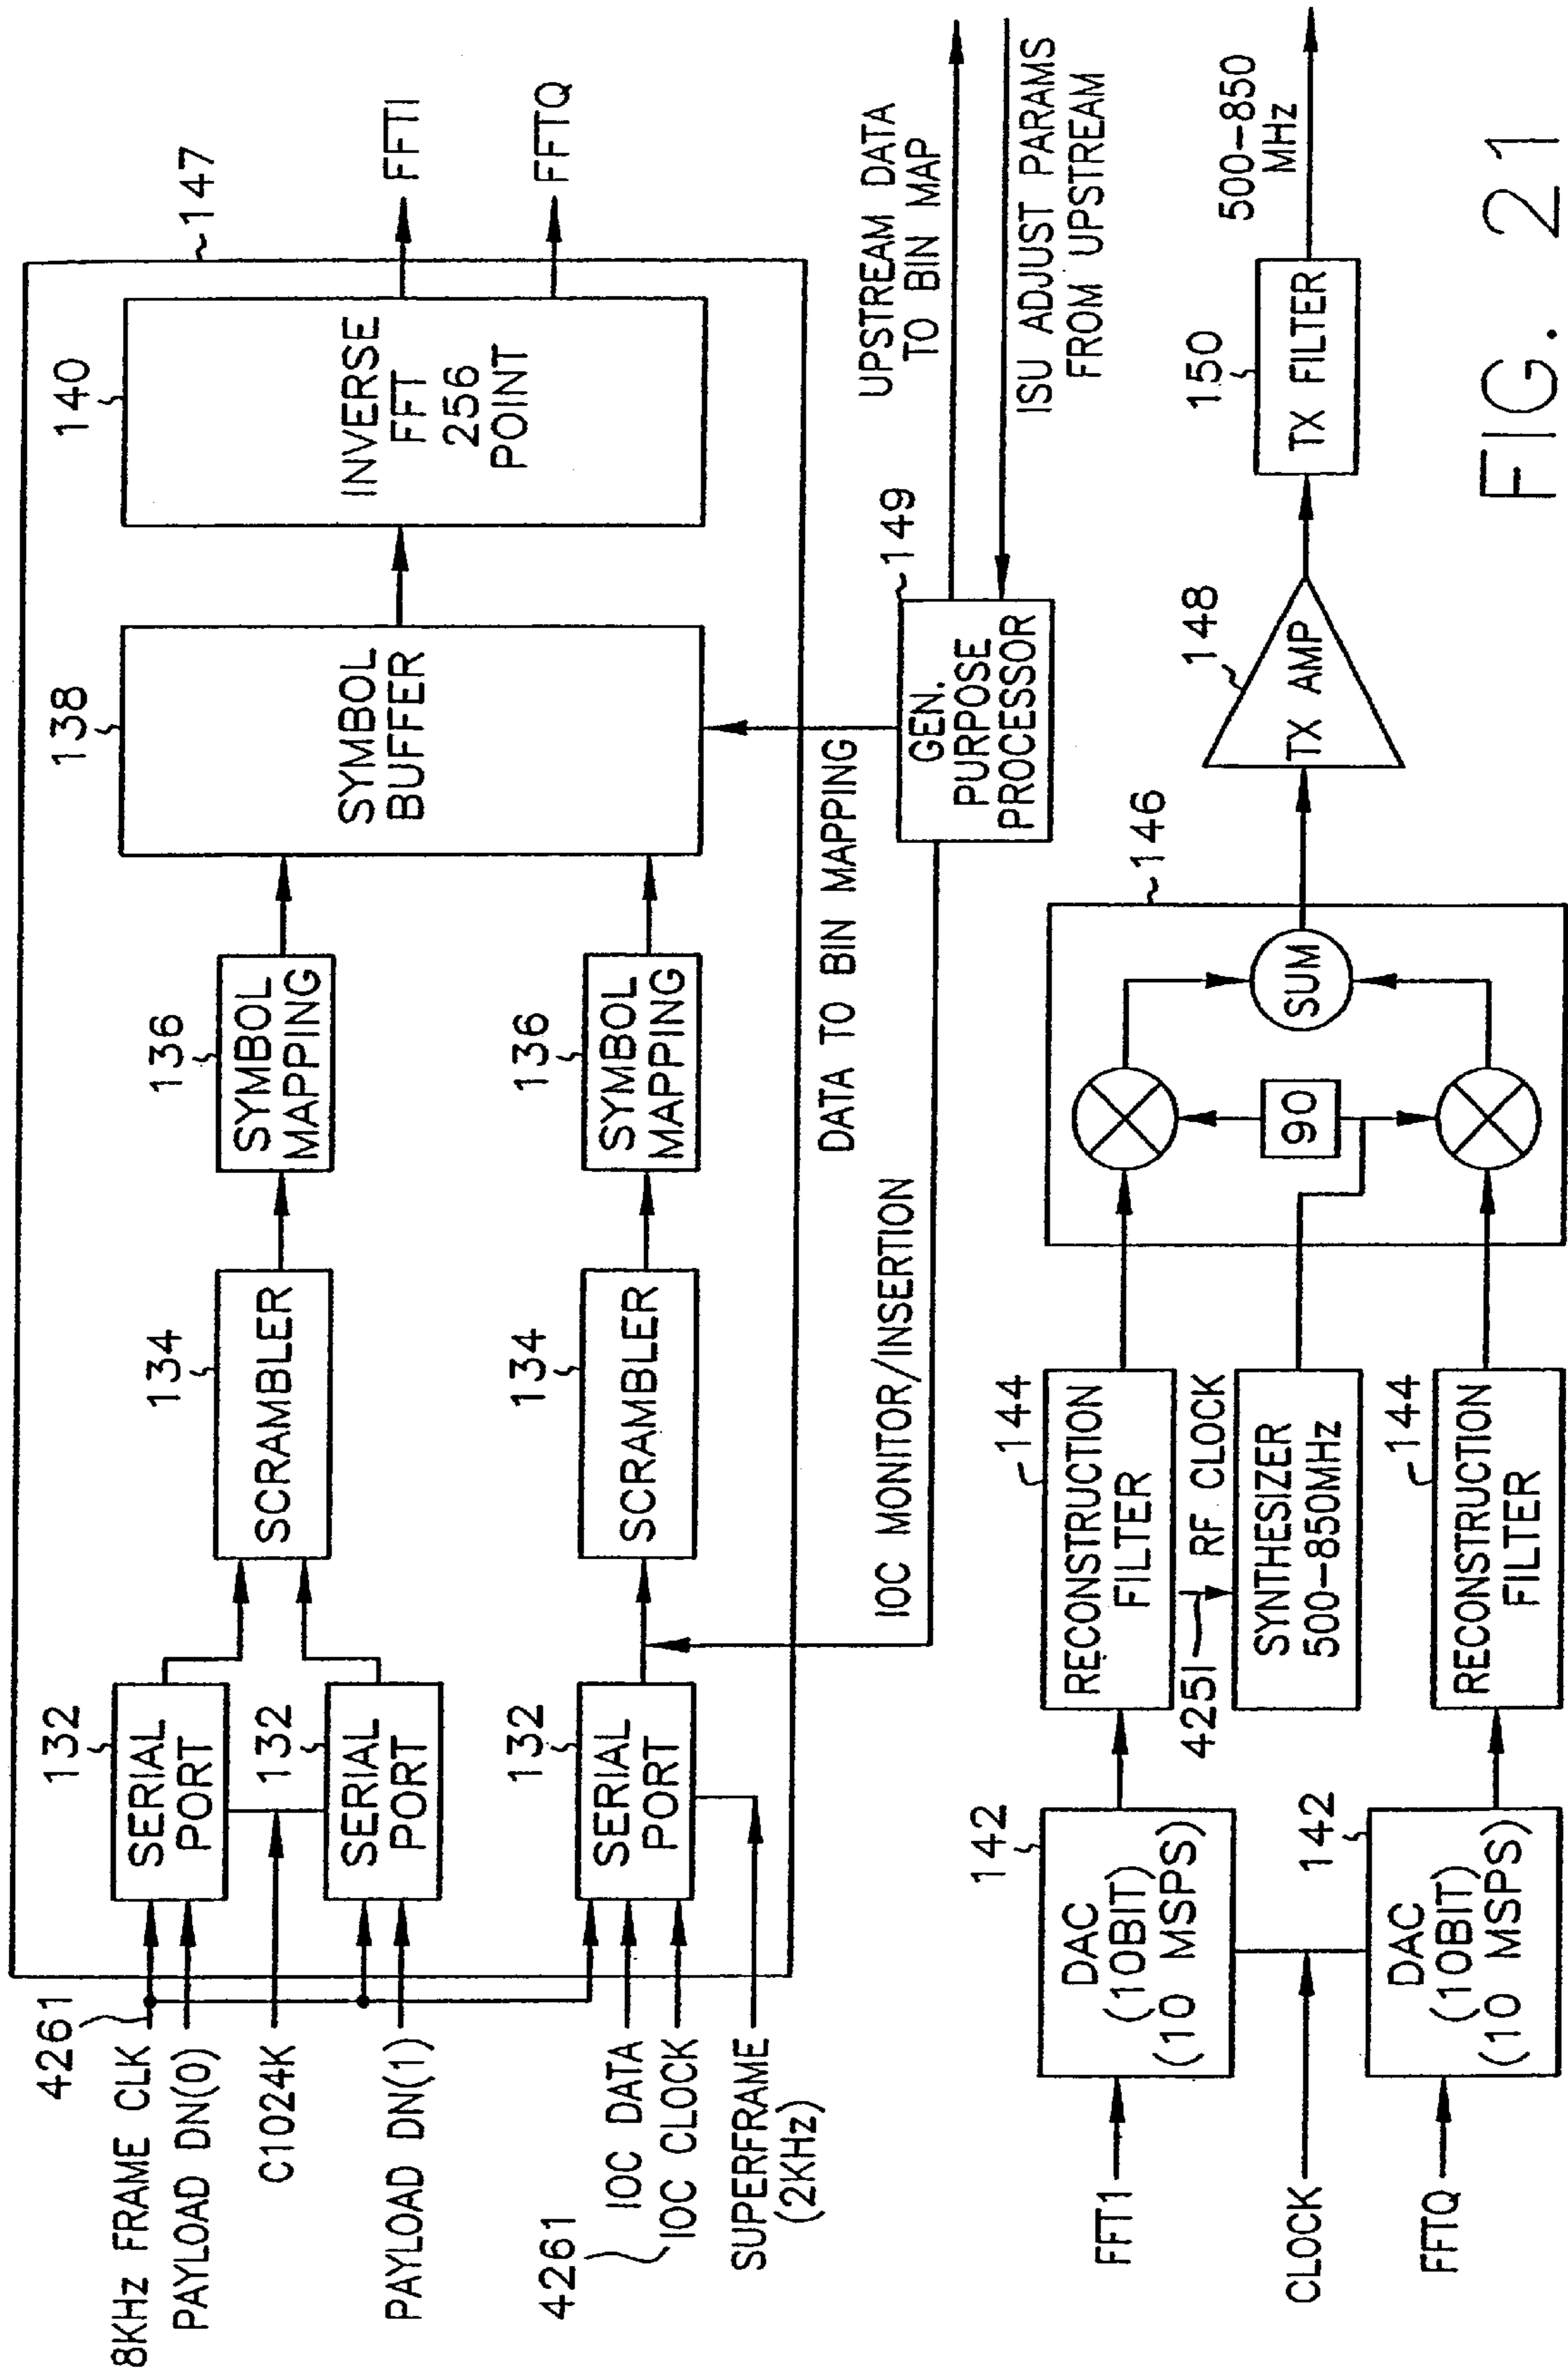 4261
8KHz FRAME CLK
PAYLOAD DN(0)
C1024K
PAYLOAD DN(1)
IOC DATA
4261
IOC CLOCK
SUPERFRAME
(2KHz)
132
SERIAL
PORT
132
SERIAL
PORT
132
SERIAL
PORT
134
SCRAMBLER
134
SCRAMBLER
136
SYMBOL
MAPPING
136
SYMBOL
MAPPING
138
SYMBOL
BUFFER
140
INVERSE
FFT
256
POINT
147
FFTI
FFTQ
IOC MONITOR/INSERTION
DATA TO BIN MAPPING
149
GEN.
PURPOSE
PROCESSOR
UPSTREAM DATA
TO BIN MAP
ISU ADJUST PARAMS
FROM UPSTREAM
FFT1
CLOCK
FFTQ
142
DAC
(10BIT)
(10 MSPS)
142
DAC
(10BIT)
(10 MSPS)
144
RECONSTRUCTION
FILTER
4251
RF CLOCK
SYNTHESIZER
500-850MHz
144
RECONSTRUCTION
FILTER
146
90
SUM
148
TX AMP
150
TX FILTER
500-850
MHz
FIG. 21